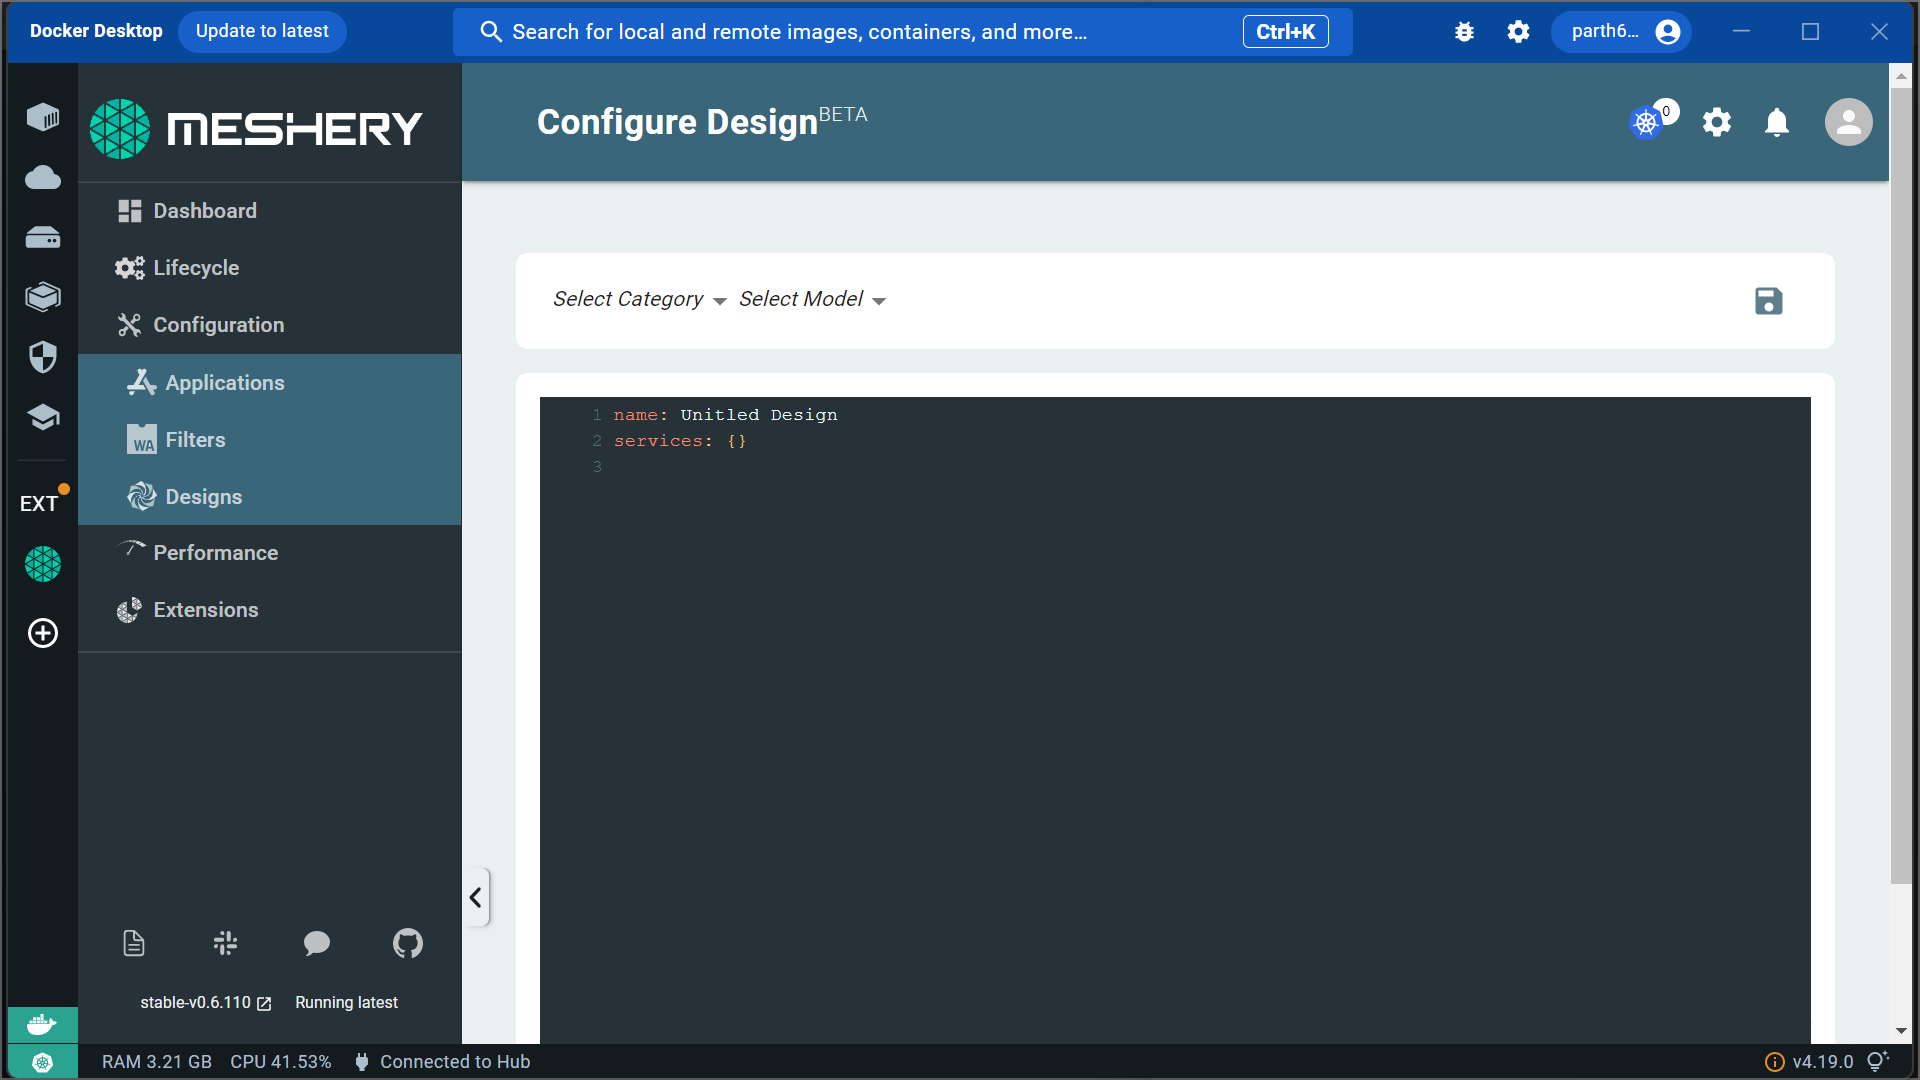 Docker Desktop
Update to latest
Search for local and remote images, containers, and more...
Ctrl+K
parth6...
MESHERY
Configure Design BETA
0
Dashboard
Lifecycle
Configuration
Applications
WA Filters
Designs
Performance
Extensions
EXT
Select Category
Select Model
1 name: Unitled Design
2 services: {}
3
stable-v0.6.110
Running latest
RAM 3.21 GB CPU 41.53% Connected to Hub
v4.19.0